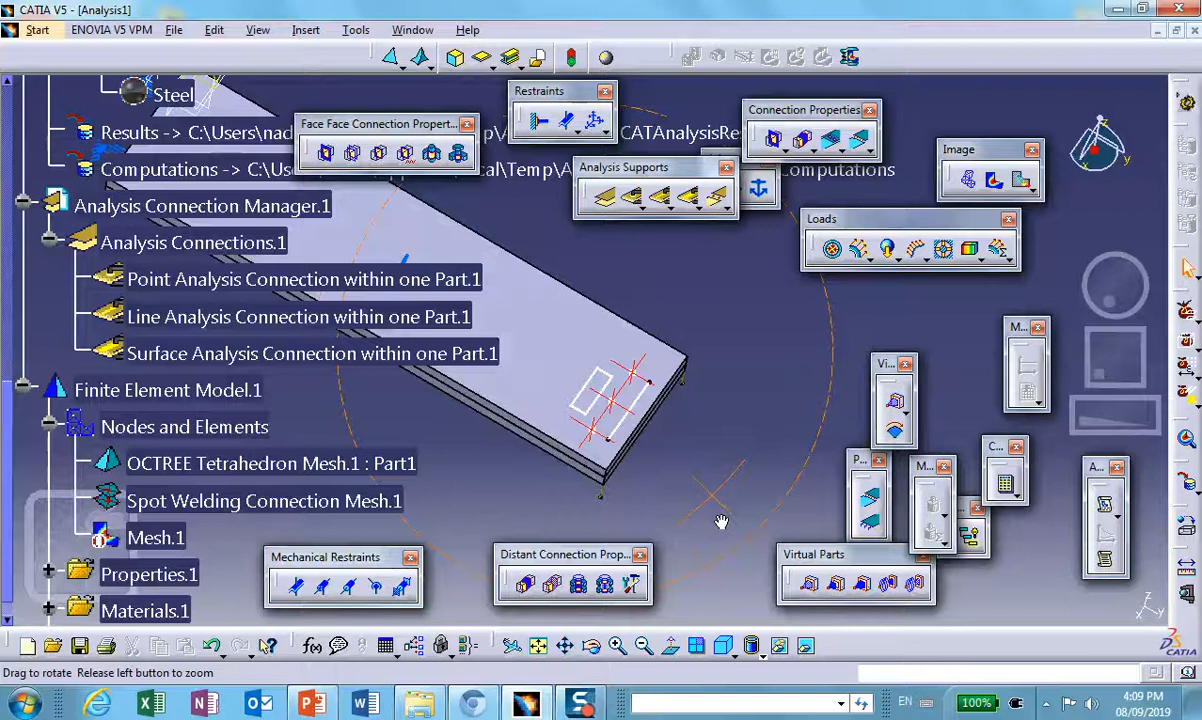 CATIA V5 - [Analysis1]
Start ENOVIA V5 VPM File Edit View Insert Tools Window Help
Restraints
Connection Properties
Face Face Connection Propert...
Analysis Supports
Image
Loads
Steel
Results -> C:\Users\nad
CATAnalysisRe
Computations -> C:\Us
cal\Temp\A
Computations
Analysis Connection Manager.1
Analysis Connections.1
Point Analysis Connection within one Part.1
Line Analysis Connection within one Part.1
Surface Analysis Connection within one Part.1
Finite Element Model.1
Nodes and Elements
OCTREE Tetrahedron Mesh.1 : Part1
Spot Welding Connection Mesh.1
Mesh.1
Properties.1
Materials.1
M...
Vi...
C...
P...
M...
A...
Mechanical Restraints
Distant Connection Prop...
Virtual Parts
x
y
z
y
f(x)
CATIA
Drag to rotate Release left button to zoom
EN
100%
4:09 PM
08/09/2019